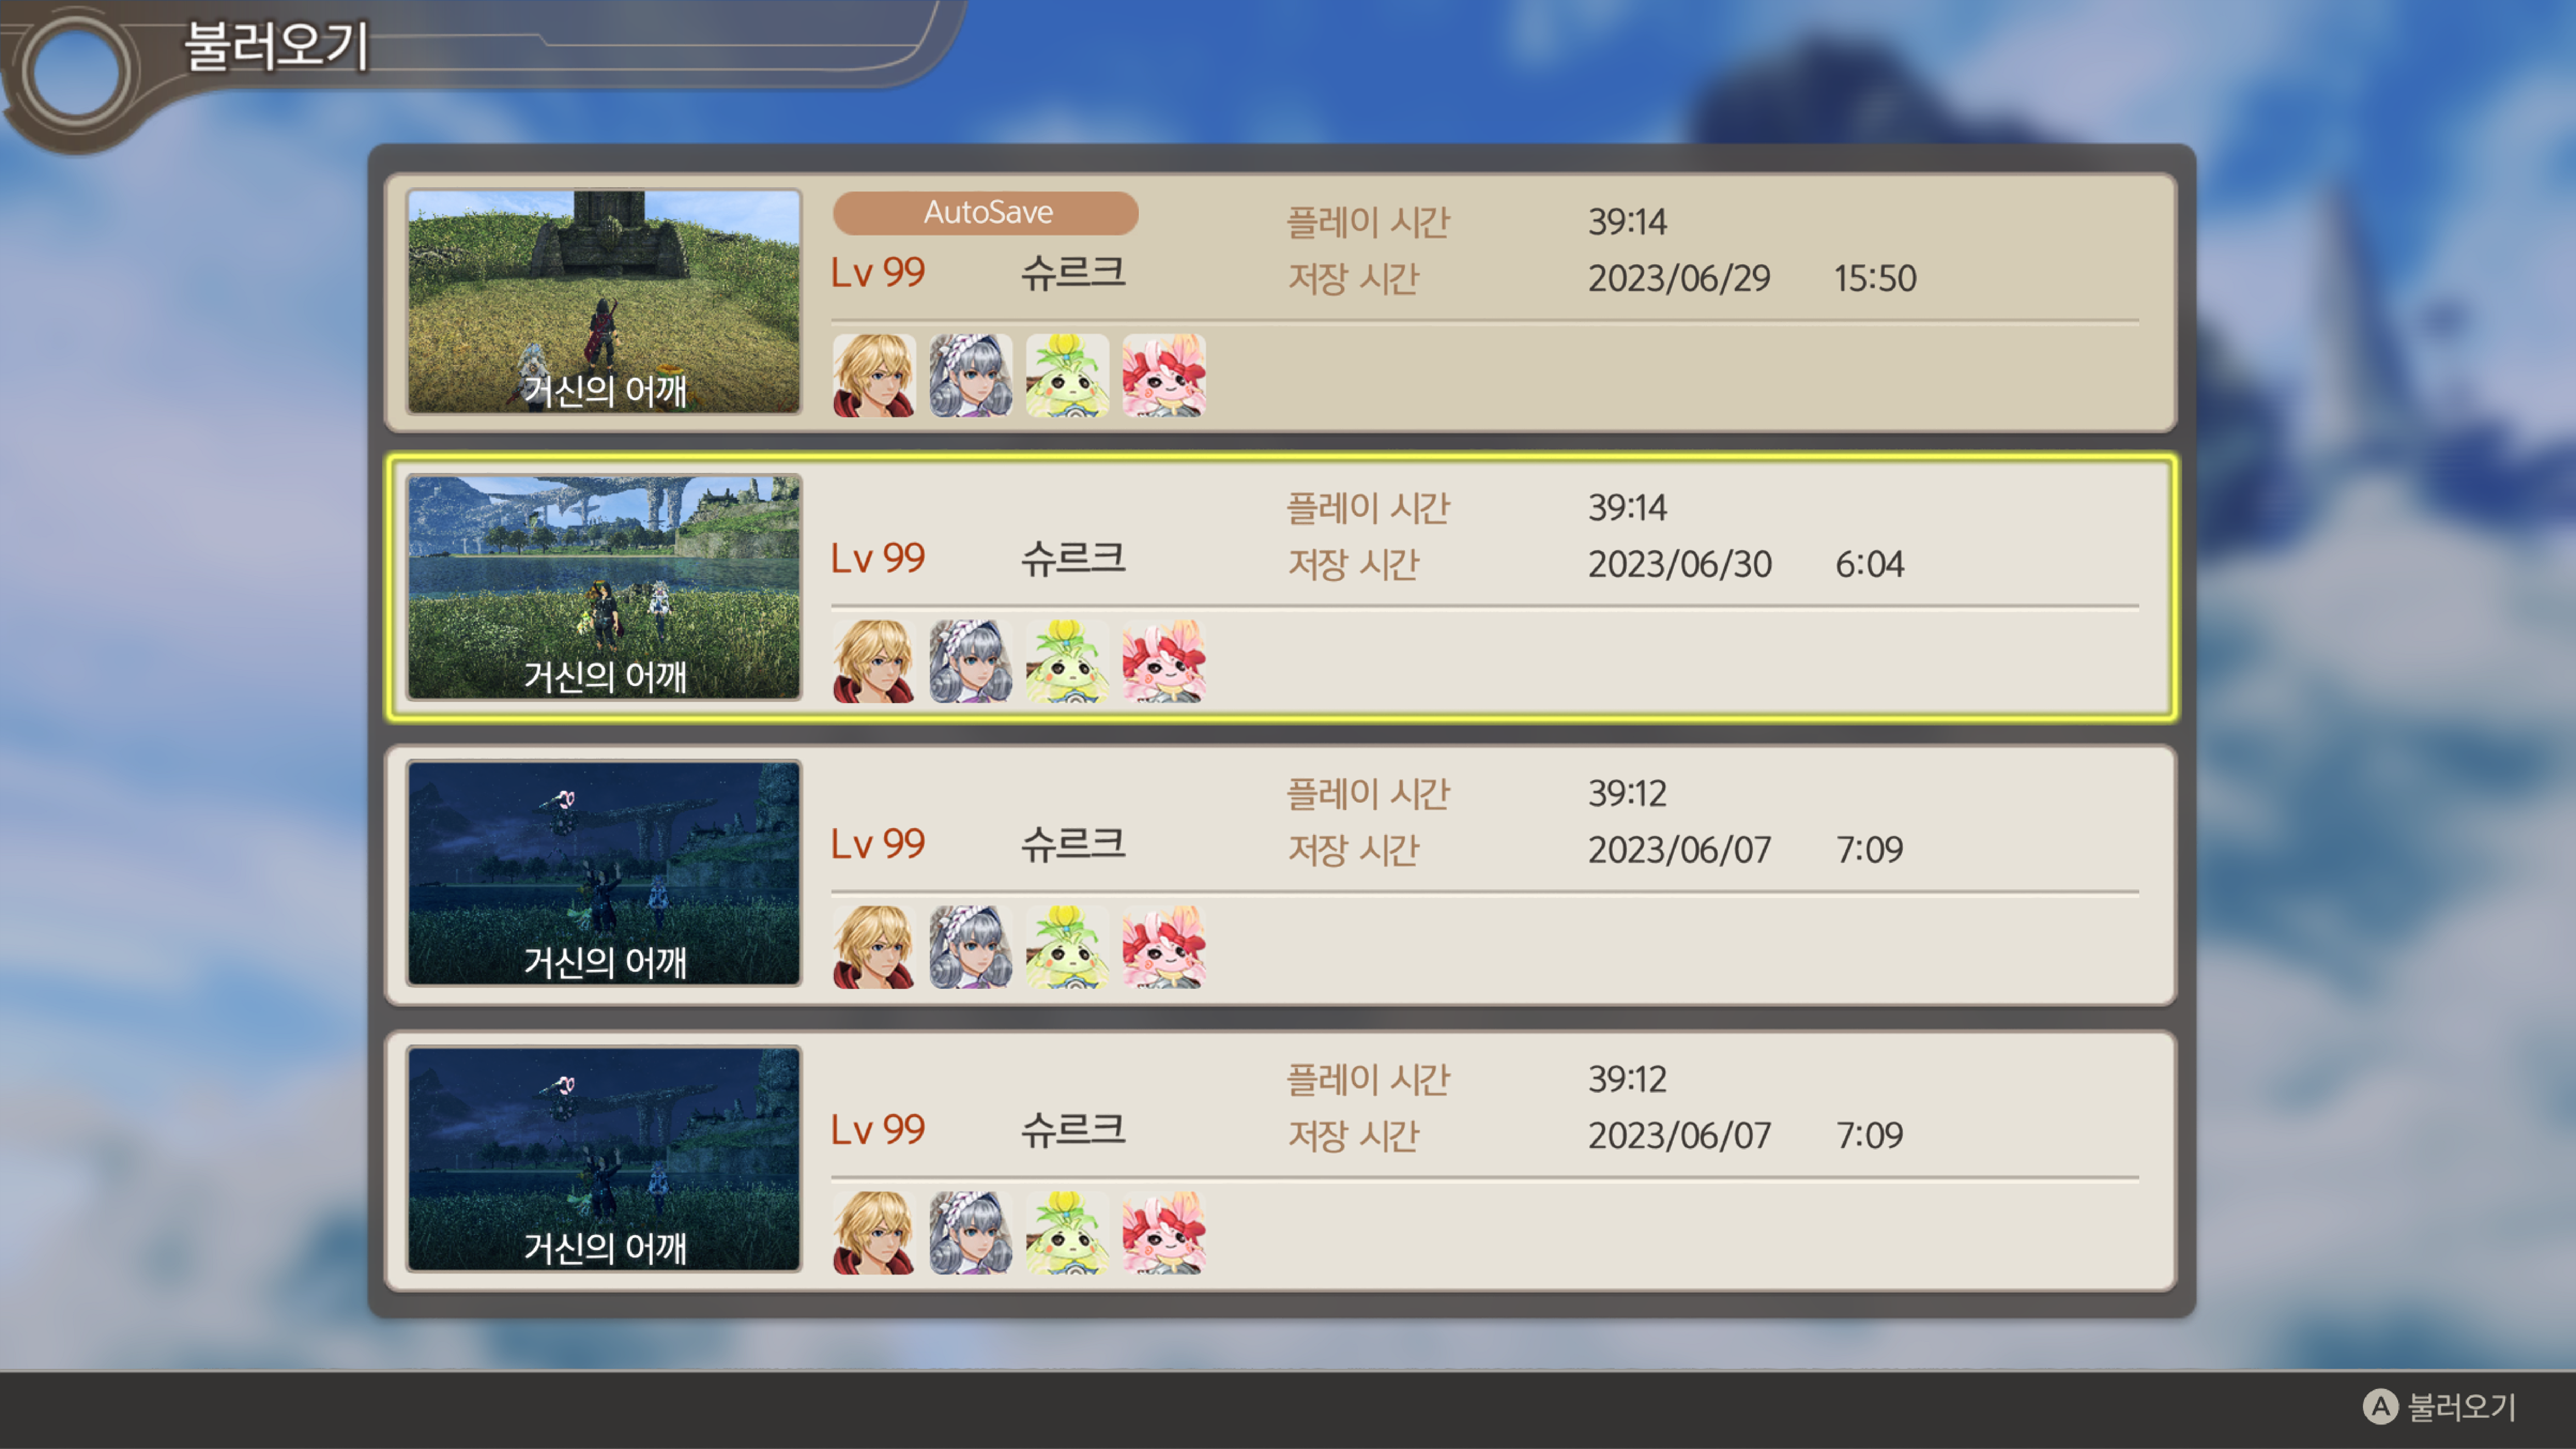 불러오기
AutoSave
Lv 99 슈르크
플레이 시간 39:14
저장 시간 2023/06/29 15:50
거신의 어깨
Lv 99 슈르크
플레이 시간 39:14
저장 시간 2023/06/30 6:04
거신의 어깨
Lv 99 슈르크
플레이 시간 39:12
저장 시간 2023/06/07 7:09
거신의 어깨
Lv 99 슈르크
플레이 시간 39:12
저장 시간 2023/06/07 7:09
거신의 어깨
A 불러오기